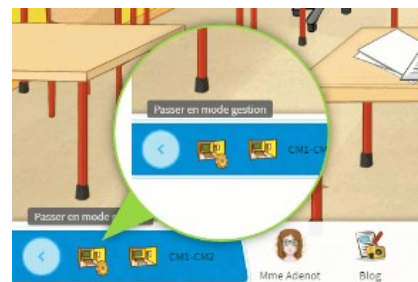 Passer en mode gestion
CM1-CM
Passer en mode
CM1-CM2
Mme Adenot
Blog